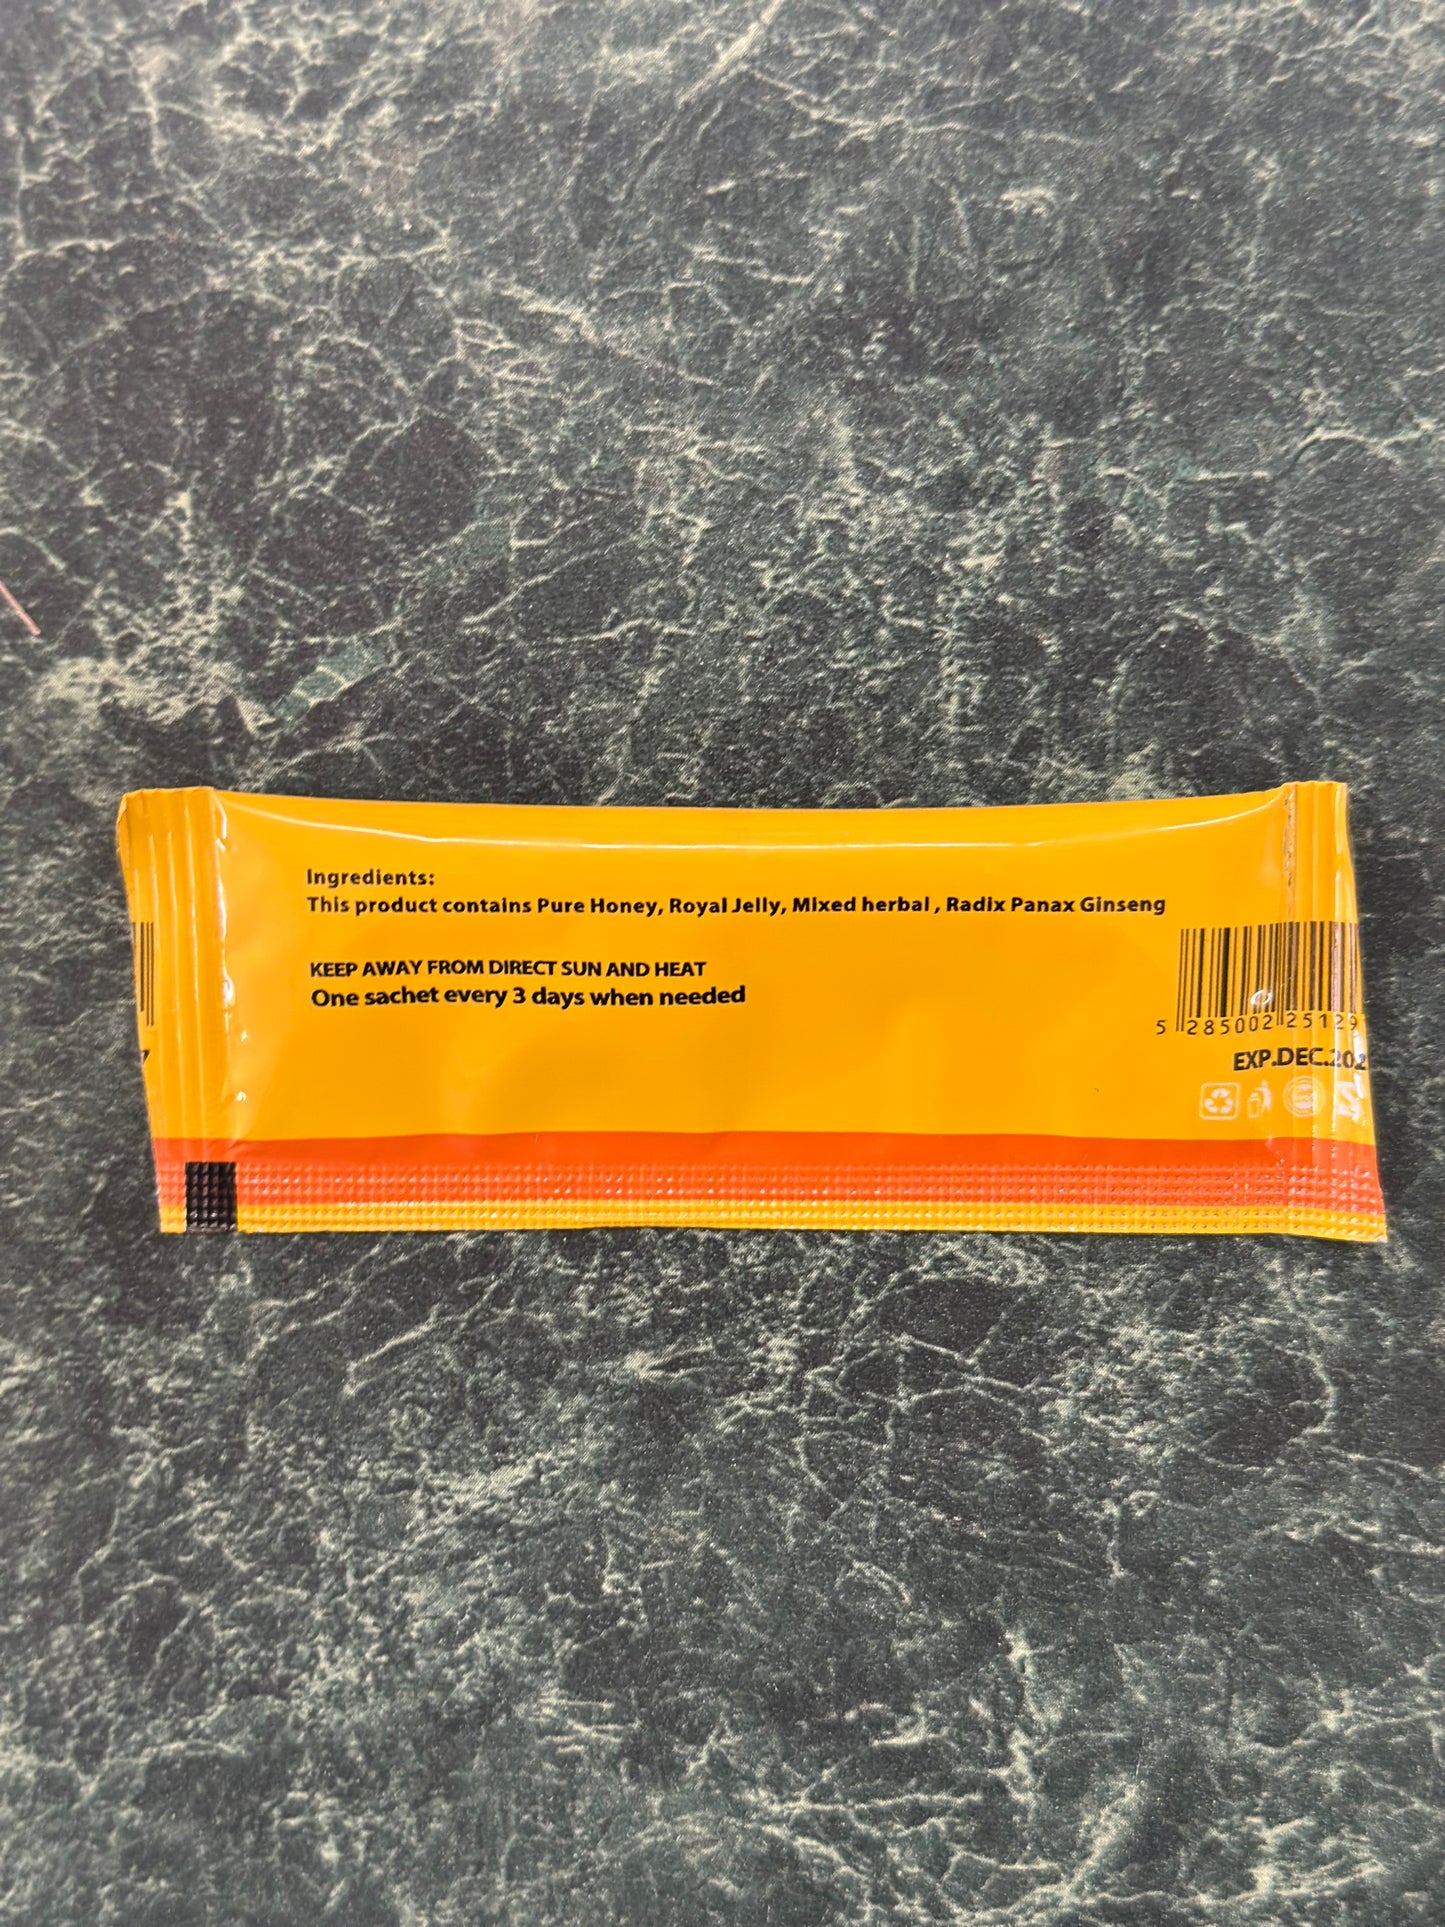 Ingredients:
This product contains Pure Honey, Royal Jelly, Mixed herbal , Radix Panax Ginseng
KEEP AWAY FROM DIRECT SUN AND HEAT
One sachet every 3 days when needed
5 285002 25129
EXP.DEC.202